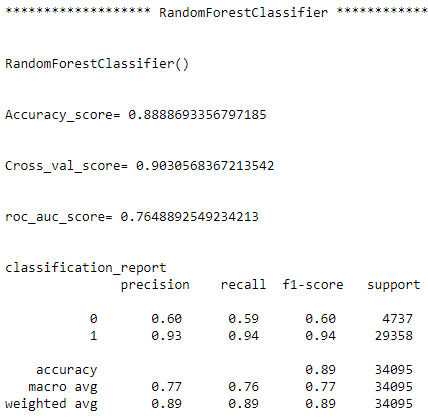 ******************* RandomForestClassifier ************
RandomForestClassifier()
Accuracy_score= 0.8888693356797185
Cross_val_score= 0.9030568367213542
roc_auc_score= 0.7648892549234213
classification_report
precision recall f1-score support
0 0.60 0.59 0.60 4737
1 0.93 0.94 0.94 29358
accuracy 0.89 34095
macro avg 0.77 0.76 0.77 34095
weighted avg 0.89 0.89 0.89 34095